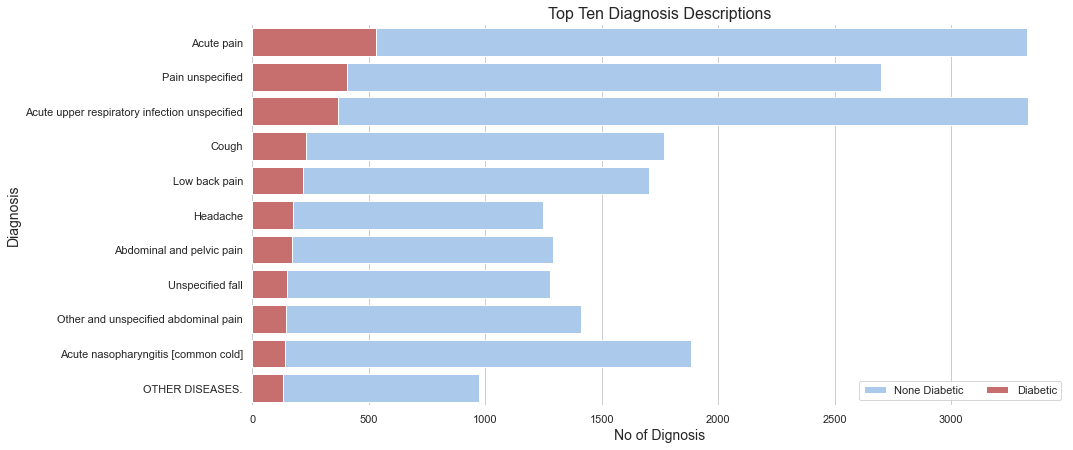 Top Ten Diagnosis Descriptions
Diagnosis
Acute pain
Pain unspecified
Acute upper respiratory infection unspecified
Cough
Low back pain
Headache
Abdominal and pelvic pain
Unspecified fall
Other and unspecified abdominal pain
Acute nasopharyngitis [common cold]
OTHER DISEASES.
None Diabetic Diabetic
0 500 1000 1500 2000 2500 3000
No of Dignosis